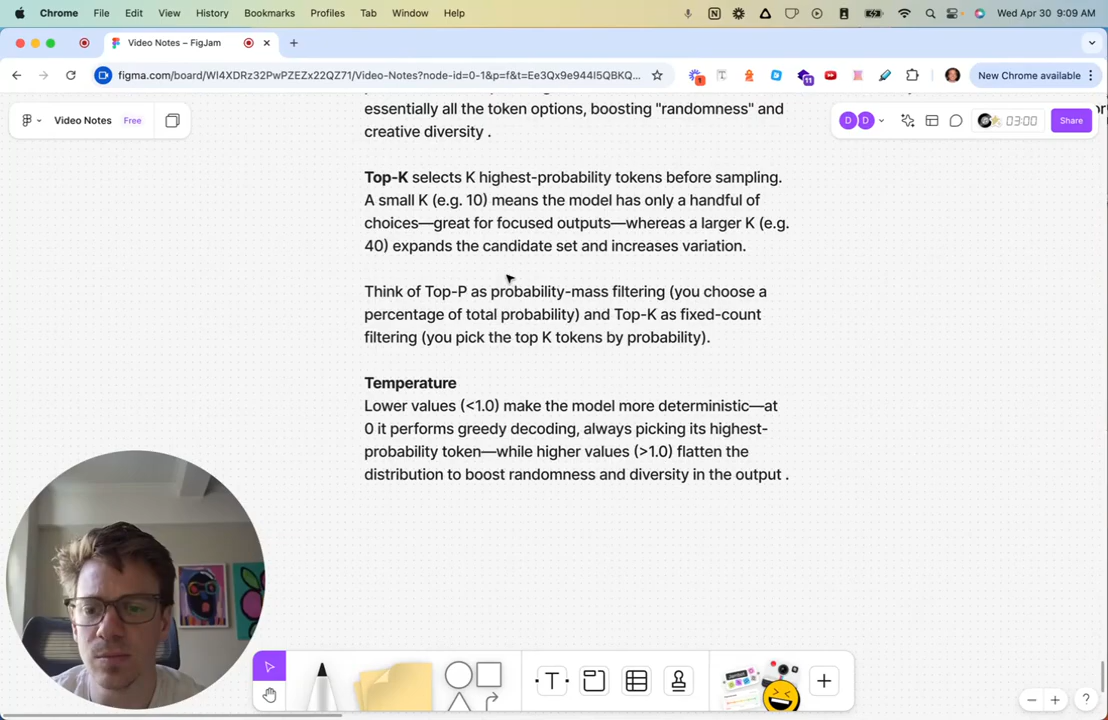 Chrome File Edit View History Bookmarks Profiles Tab Window Help
Wed Apr 30 9:09 AM
Video Notes – FigJam
figma.com/board/WI4XDRz32PwPZEZx22QZ71/Video-Notes?node-id=0-1&p=f&t=Ee3Qx9e944I5QBKQ...
1
11
New Chrome available
Video Notes Free
D D
03:00
Share
essentially all the token options, boosting "randomness" and
creative diversity .
Top-K selects K highest-probability tokens before sampling.
A small K (e.g. 10) means the model has only a handful of
choices—great for focused outputs—whereas a larger K (e.g.
40) expands the candidate set and increases variation.
Think of Top-P as probability-mass filtering (you choose a
percentage of total probability) and Top-K as fixed-count
filtering (you pick the top K tokens by probability).
Temperature
Lower values (<1.0) make the model more deterministic—at
0 it performs greedy decoding, always picking its highest-
probability token—while higher values (>1.0) flatten the
distribution to boost randomness and diversity in the output .
T
?